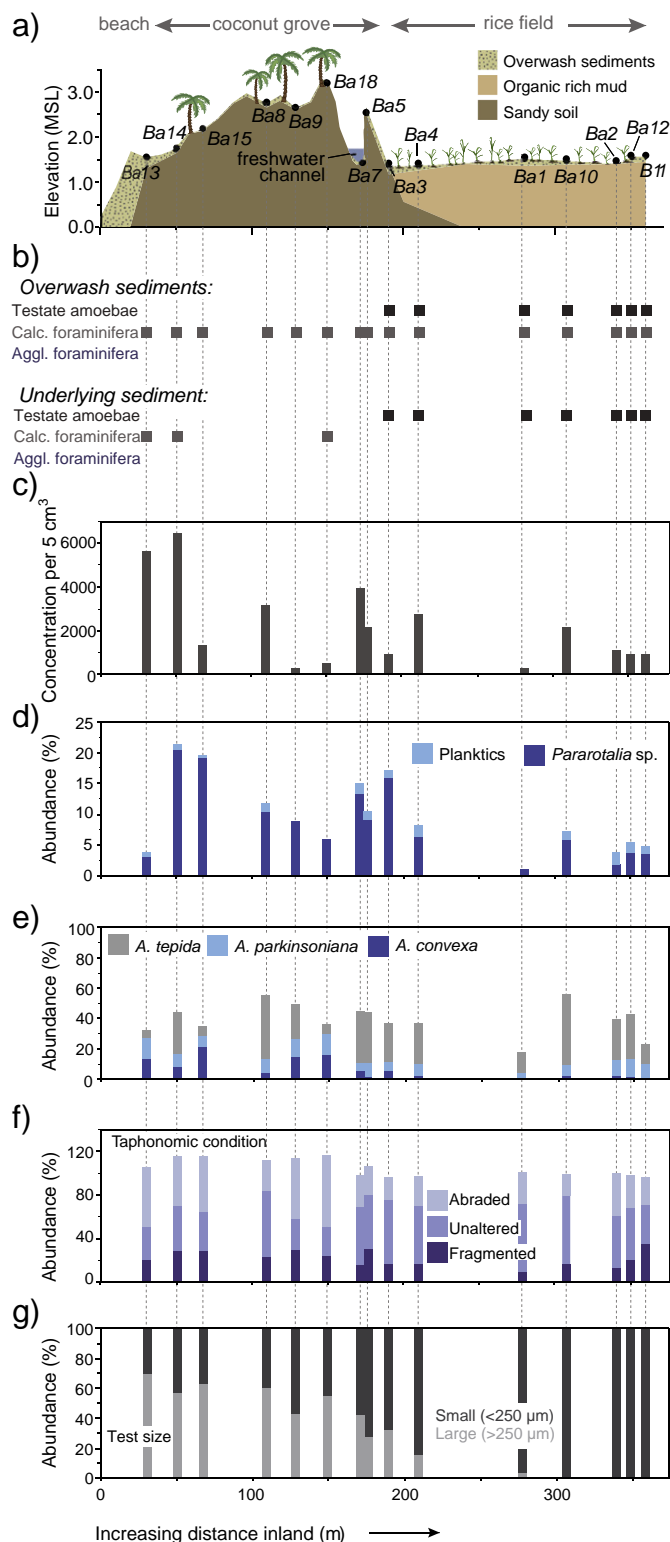 a)
beach
coconut grove
rice field
Overwash sediments
Organic rich mud
Sandy soil
Elevation (MSL)
3.0
2.0
1.0
0.0
Ba13
Ba14
Ba15
Ba8
Ba9
Ba18
Ba5
freshwater
channel
Ba7
Ba3
Ba4
Ba1
Ba10
Ba2
Ba12
B11
b)
Overwash sediments:
Testate amoebae
Calc. foraminifera
Aggl. foraminifera
Underlying sediment:
Testate amoebae
Calc. foraminifera
Aggl. foraminifera
c)
Concentration per 5 cm³
6000
4000
2000
0
d)
Abundance (%)
25
20
15
10
5
0
Planktics
Pararotalia sp.
e)
Abundance (%)
100
80
60
40
20
0
A. tepida
A. parkinsoniana
A. convexa
f)
Abundance (%)
120
80
40
0
Taphonomic condition
Abraded
Unaltered
Fragmented
g)
Abundance (%)
100
80
60
40
20
0
Test size
Small (<250 µm)
Large (>250 µm)
0
100
200
300
Increasing distance inland (m)